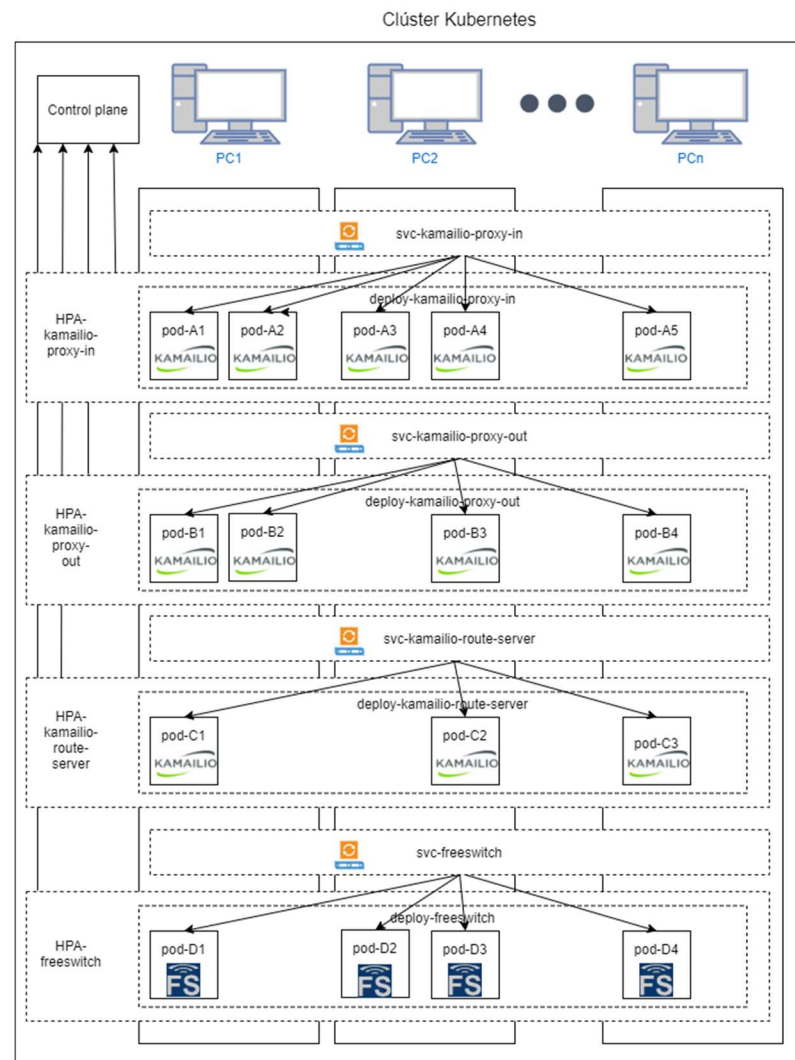 Clúster Kubernetes
Control plane
PC1
PC2
PCn
svc-kamailio-proxy-in
HPA-
kamailio-
proxy-in
deploy-kamailio-proxy-in
pod-A1
KAMAILIO
pod-A2
KAMAILIO
pod-A3
KAMAILIO
pod-A4
KAMAILIO
pod-A5
KAMAILIO
svc-kamailio-proxy-out
HPA-
kamailio-
proxy-
out
deploy-kamailio-proxy-out
pod-B1
KAMAILIO
pod-B2
KAMAILIO
pod-B3
KAMAILIO
pod-B4
KAMAILIO
svc-kamailio-route-server
HPA-
kamailio-
route-
server
deploy-kamailio-route-server
pod-C1
KAMAILIO
pod-C2
KAMAILIO
pod-C3
KAMAILIO
svc-freeswitch
HPA-
freeswitch
deploy-freeswitch
pod-D1
FS
pod-D2
FS
pod-D3
FS
pod-D4
FS